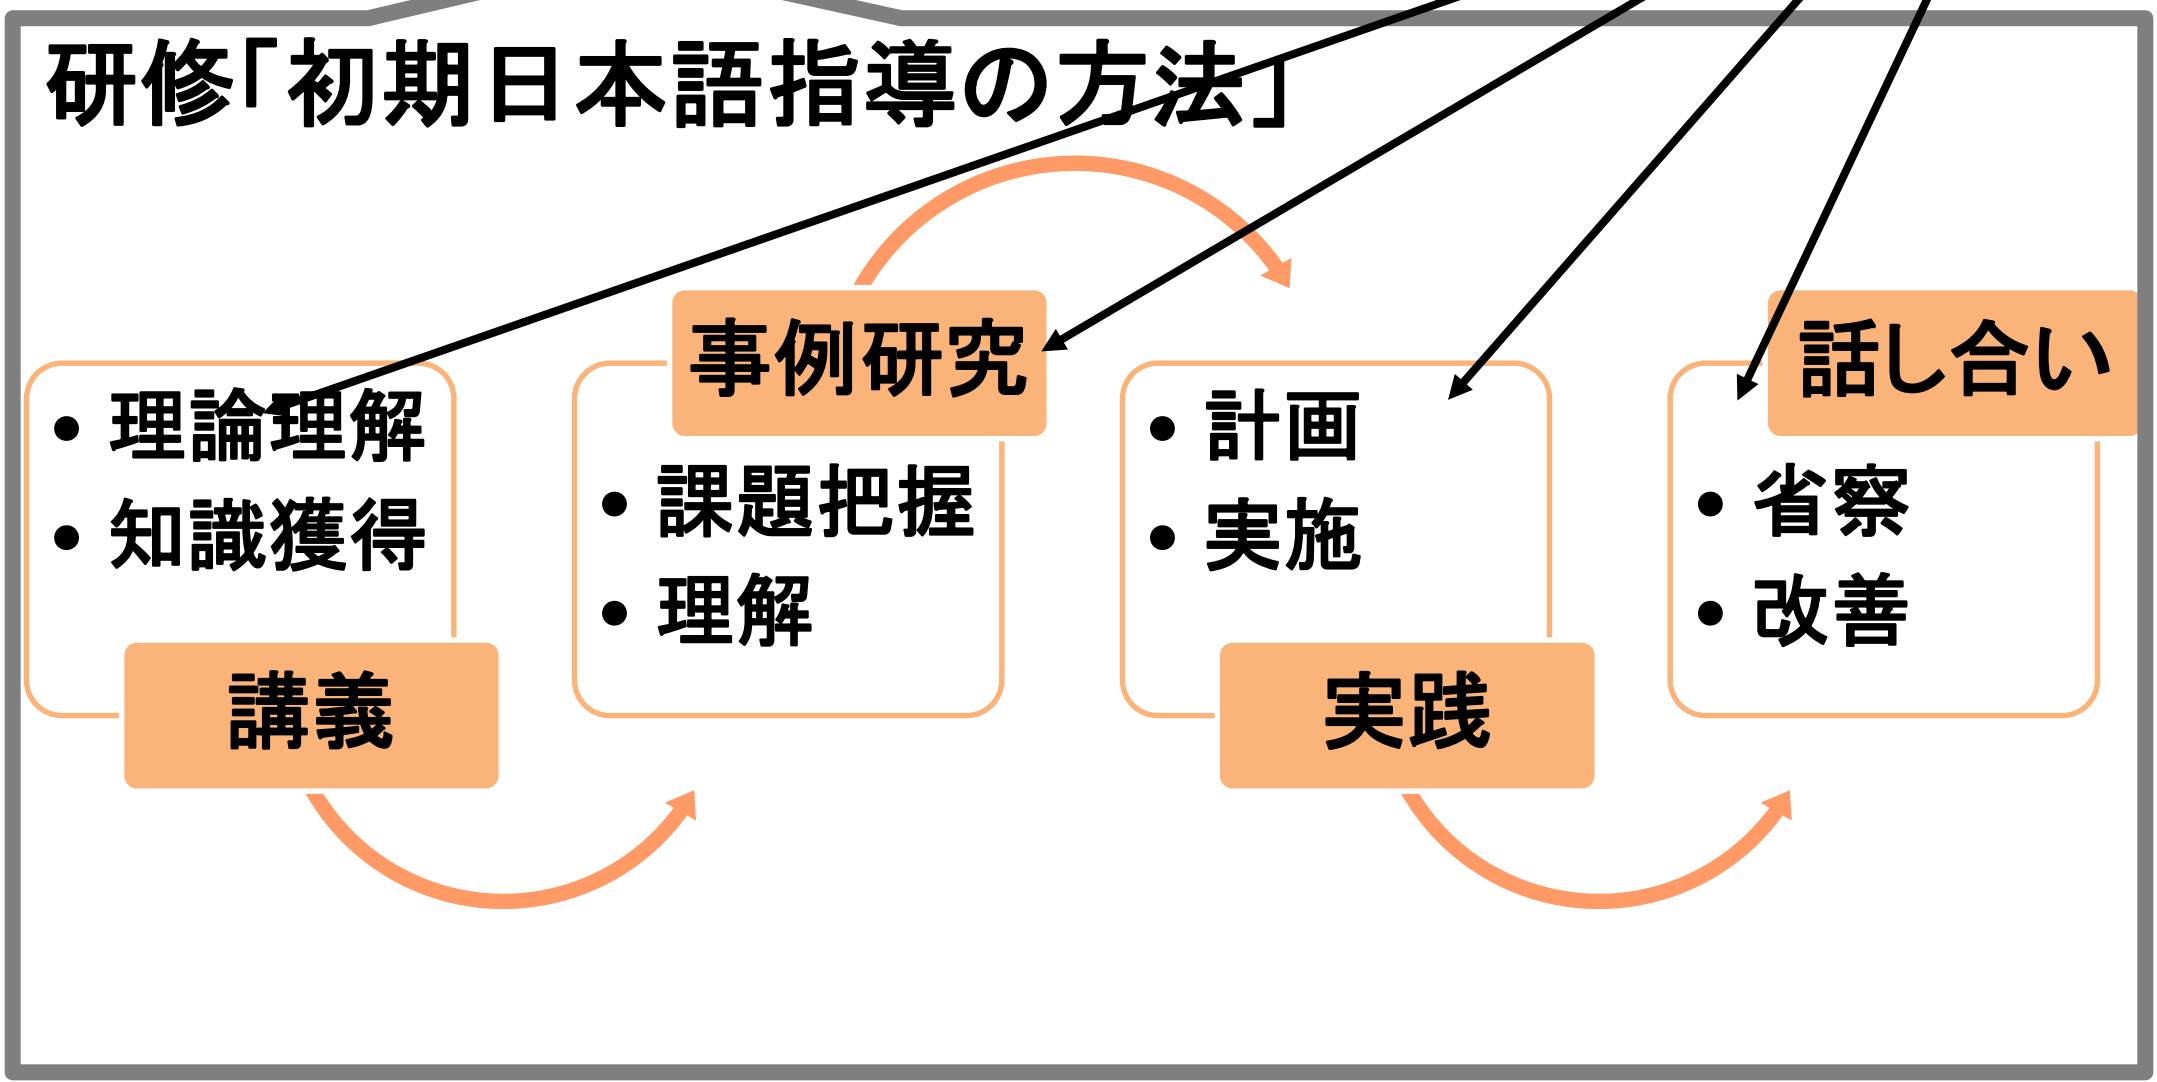 研修「初期日本語指導の方法」
• 理論理解
• 知識獲得
講義
事例研究
• 課題把握
• 理解
• 計画
• 実施
実践
話し合い
• 省察
• 改善